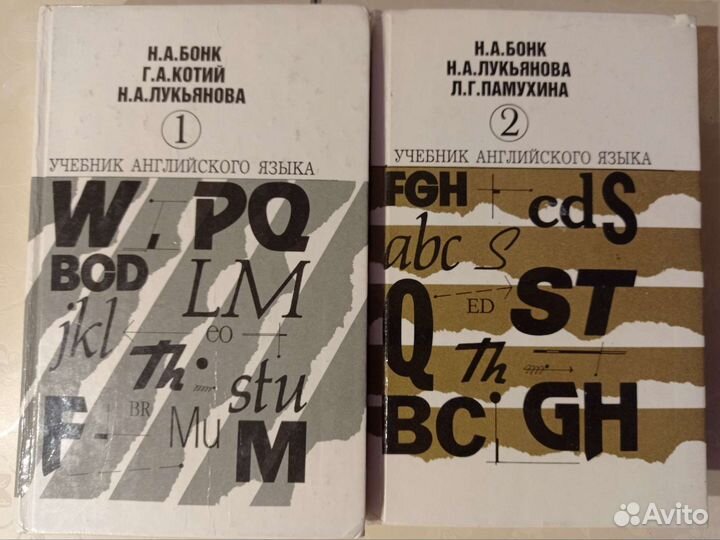 Н.А.БОНК
Г.А.КОТИЙ
Н.А.ЛУКЬЯНОВА
1
УЧЕБНИК АНГЛИЙСКОГО ЯЗЫКА
W PQ
BOD
LM
jkl
EO
Th
stu
BR
F
Mu
M
Н.А.БОНК
Н.А.ЛУКЬЯНОВА
Л.Г.ПАМУХИНА
2
УЧЕБНИК АНГЛИЙСКОГО ЯЗЫКА
FGH
cdS
abc S
Q
ED
ST
Th
BC GH
Avito